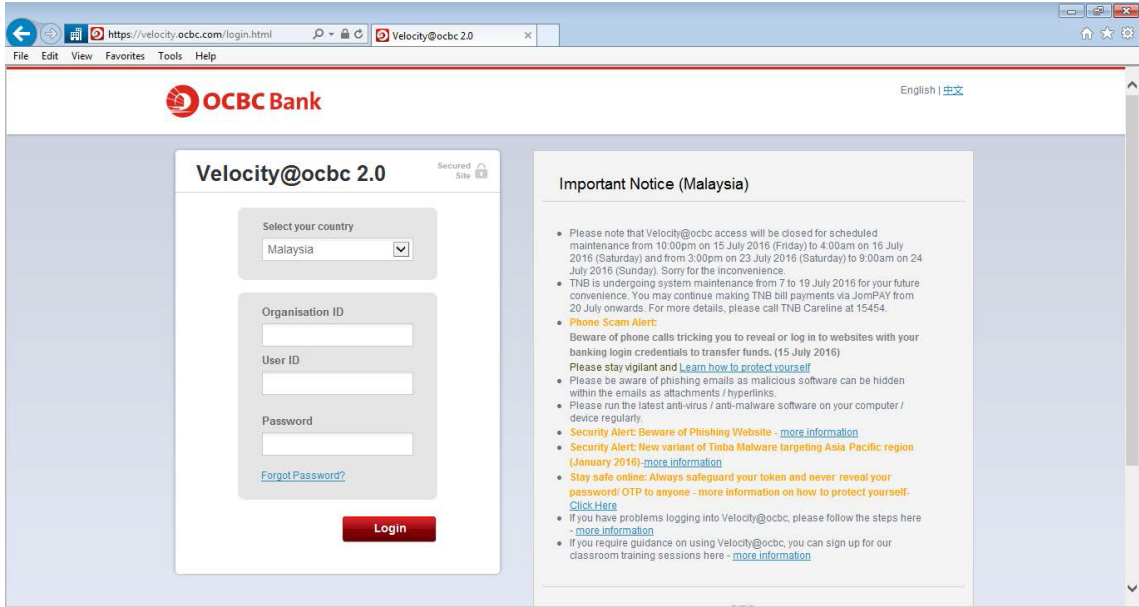 https://velocity.ocbc.com/login.html
Velocity@ocbc 2.0
File Edit View Favorites Tools Help
OCBC Bank
English | 中文
Velocity@ocbc 2.0
Secured
Site
Select your country
Malaysia
Organisation ID
User ID
Password
Forgot Password?
Login
Important Notice (Malaysia)
Please note that Velocity@ocbc access will be closed for scheduled
maintenance from 10:00pm on 15 July 2016 (Friday) to 4:00am on 16 July
2016 (Saturday) and from 3:00pm on 23 July 2016 (Saturday) to 9:00am on 24
July 2016 (Sunday). Sorry for the inconvenience.
TNB is undergoing system maintenance from 7 to 19 July 2016 for your future
convenience. You may continue making TNB bill payments via JomPAY from
20 July onwards. For more details, please call TNB Careline at 15454.
Phone Scam Alert:
Beware of phone calls tricking you to reveal or log in to websites with your
banking login credentials to transfer funds. (15 July 2016)
Please stay vigilant and Learn how to protect yourself
Please be aware of phishing emails as malicious software can be hidden
within the emails as attachments / hyperlinks.
Please run the latest anti-virus / anti-malware software on your computer /
device regularly.
Security Alert: Beware of Phishing Website - more information
Security Alert: New variant of Tinba Malware targeting Asia Pacific region
(January 2016)-more information
Stay safe online: Always safeguard your token and never reveal your
password/ OTP to anyone - more information on how to protect yourself-
Click Here
If you have problems logging into Velocity@ocbc, please follow the steps here
- more information
If you require guidance on using Velocity@ocbc, you can sign up for our
classroom training sessions here - more information